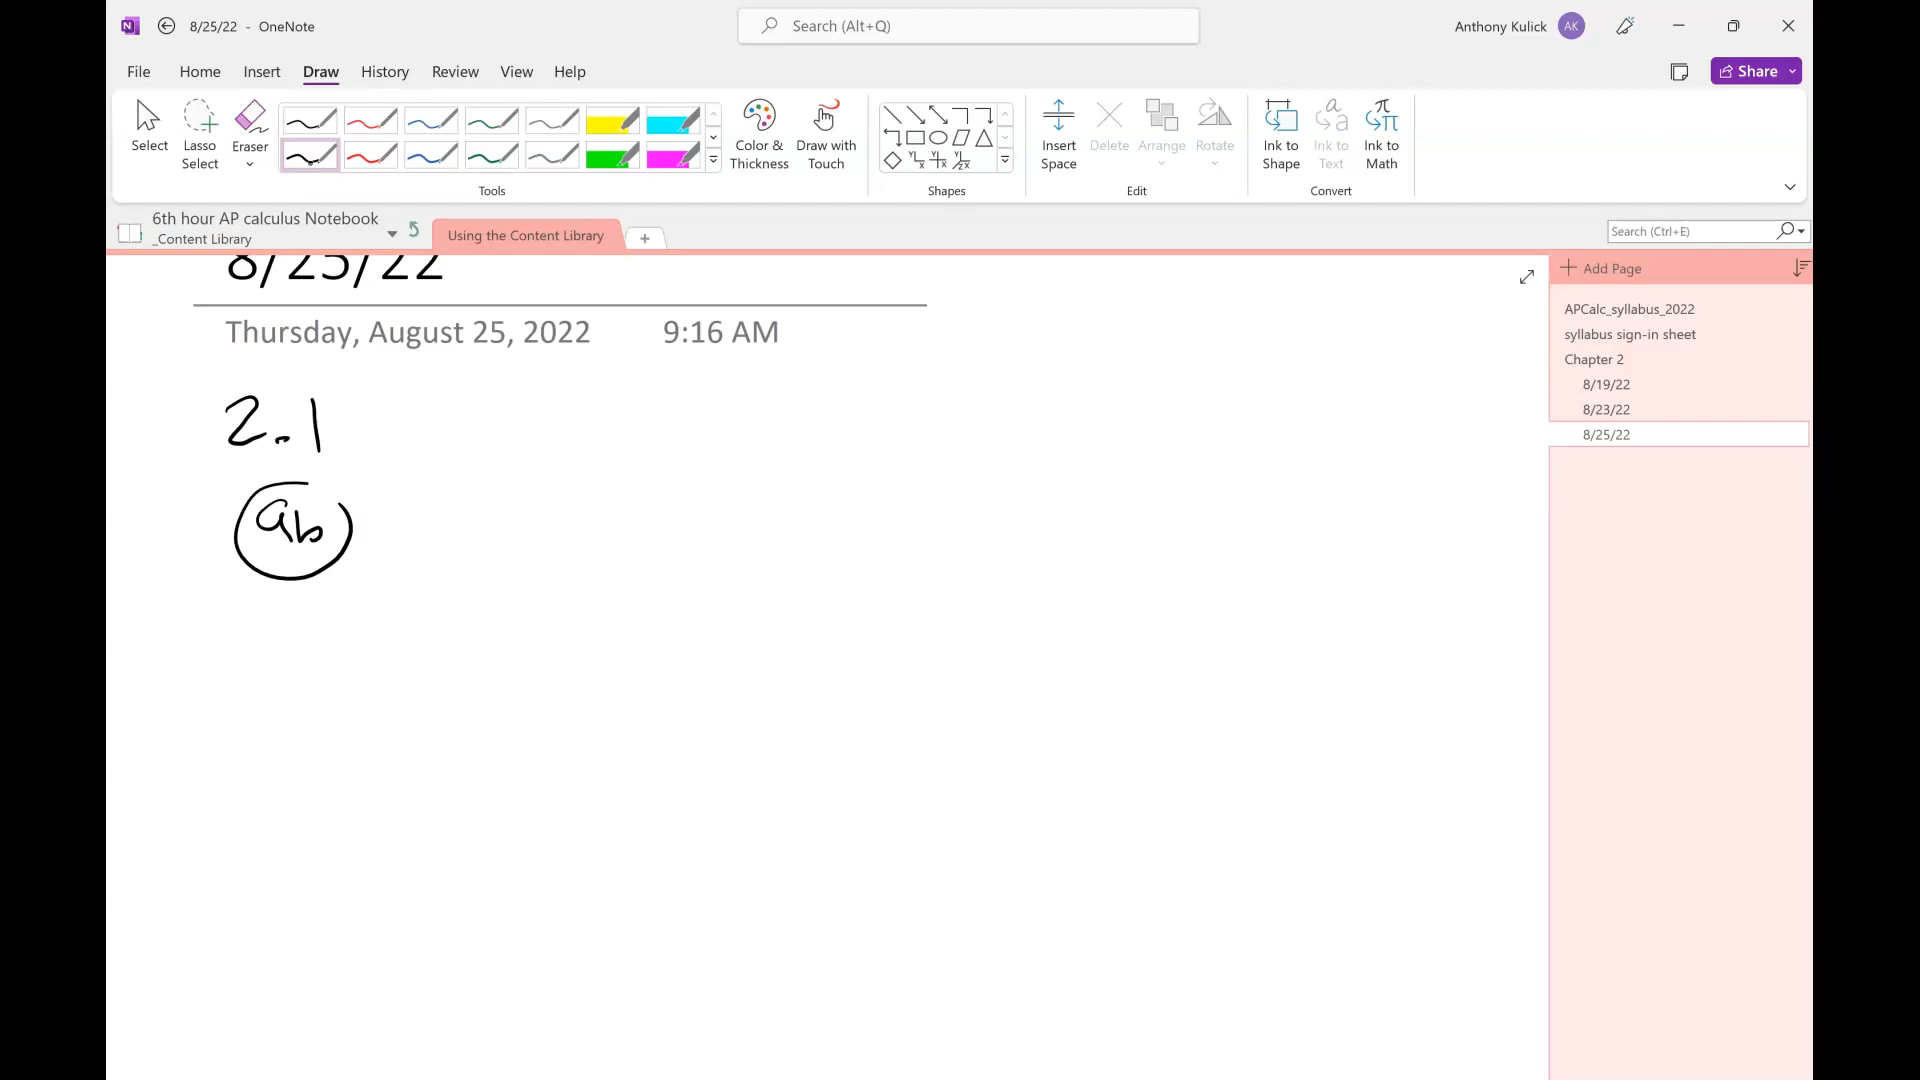 8/25/22 - OneNote
Search (Alt+Q)
Anthony Kulick AK
File Home Insert Draw History Review View Help
Share
Select
Lasso Select
Eraser
Color & Thickness
Draw with Touch
Insert Space
Delete
Arrange
Rotate
Ink to Shape
Ink to Text
Ink to Math
Tools
Shapes
Edit
Convert
6th hour AP calculus Notebook
_Content Library
Using the Content Library
Search (Ctrl+E)
8/25/22
Thursday, August 25, 2022 9:16 AM
2.1
ab
Add Page
APCalc_syllabus_2022
syllabus sign-in sheet
Chapter 2
8/19/22
8/23/22
8/25/22